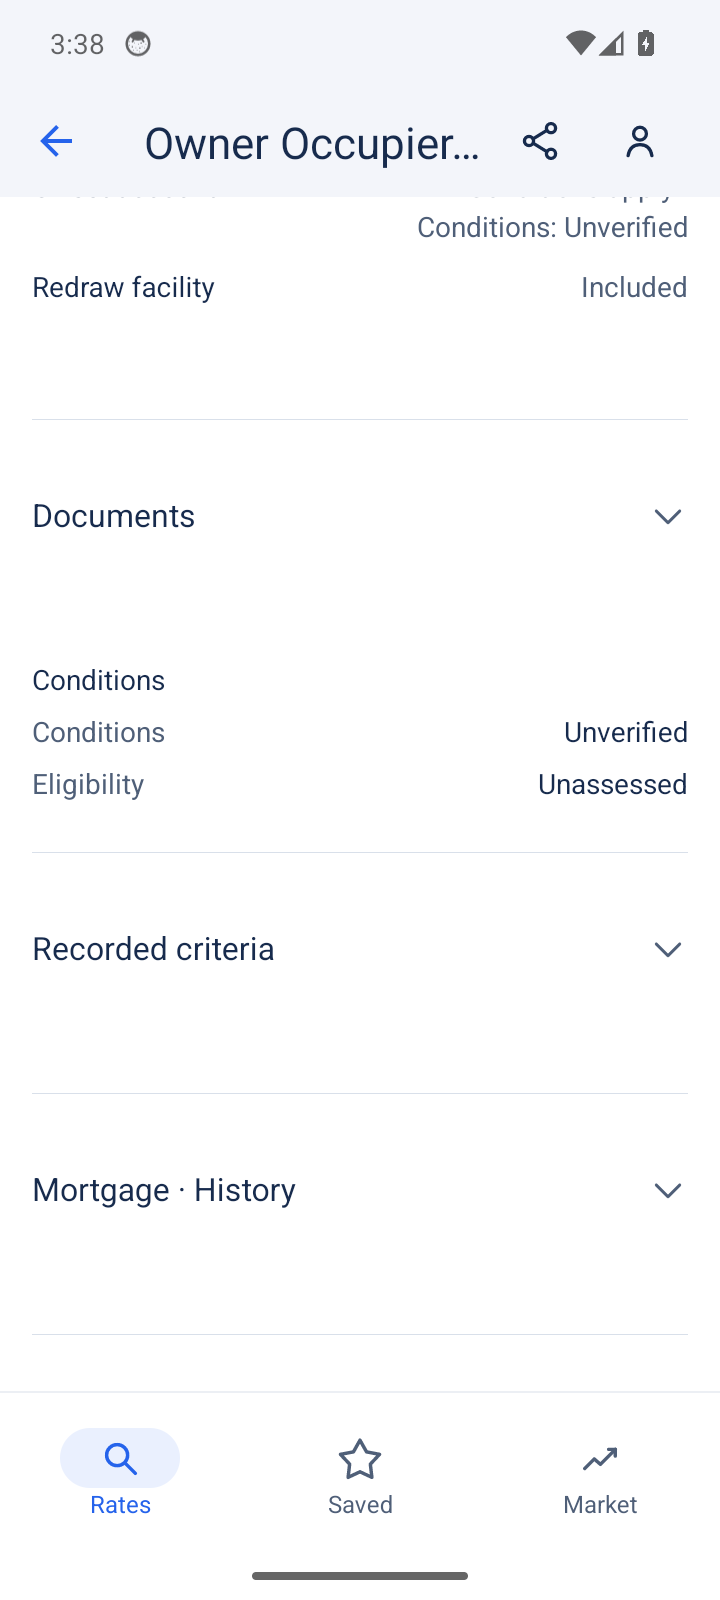 3:38
Owner Occupier...
Conditions: Unverified
Redraw facility Included
Documents
Conditions
Conditions Unverified
Eligibility Unassessed
Recorded criteria
Mortgage · History
Rates Saved Market